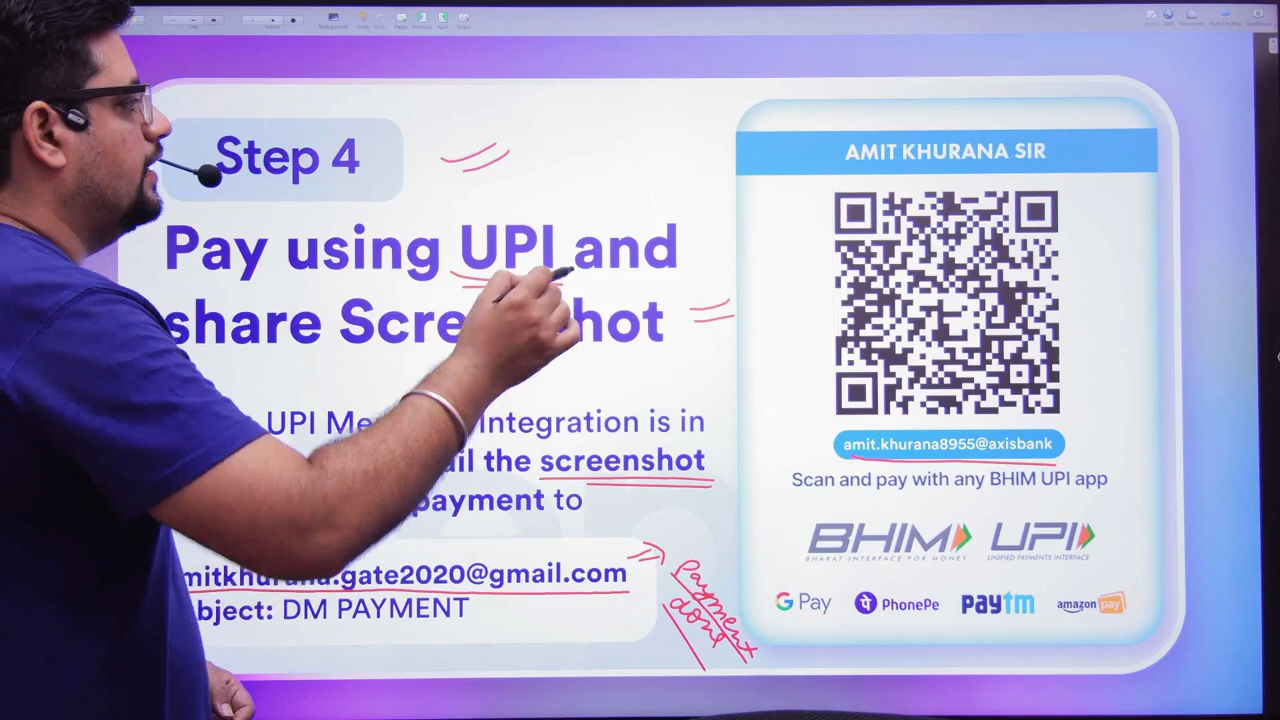 Step 4
Pay using UPI and
share Scre hot
UPI Me Integration is in
il the screenshot
payment to
mitkhurana.gate2020@gmail.com
bject: DM PAYMENT
payment
done
AMIT KHURANA SIR
amit.khurana8955@axisbank
Scan and pay with any BHIM UPI app
BHIM
BHARAT INTERFACE FOR MONEY
UPI
UNIFIED PAYMENTS INTERFACE
G Pay
PhonePe
paytm
amazon pay